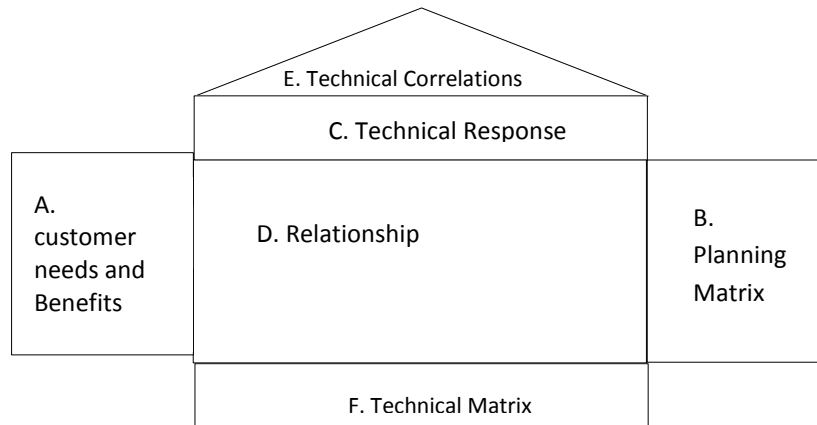 E. Technical Correlations
C. Technical Response
A.
customer
needs and
Benefits
D. Relationship
B.
Planning
Matrix
F. Technical Matrix